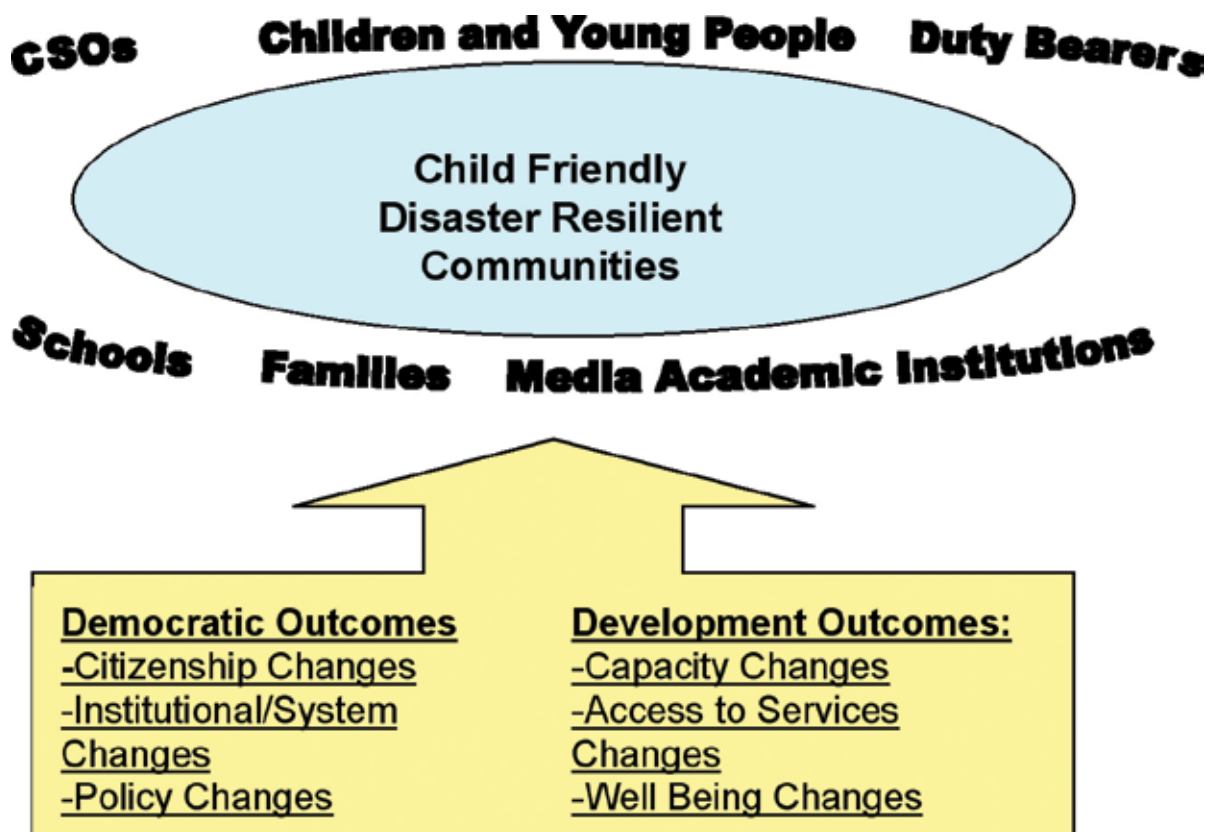 CSOs Children and Young People Duty Bearers
Child Friendly
Disaster Resilient
Communities
Schools Families Media Academic Institutions
Democratic Outcomes
-Citizenship Changes
-Institutional/System
Changes
-Policy Changes
Development Outcomes:
-Capacity Changes
-Access to Services
Changes
-Well Being Changes